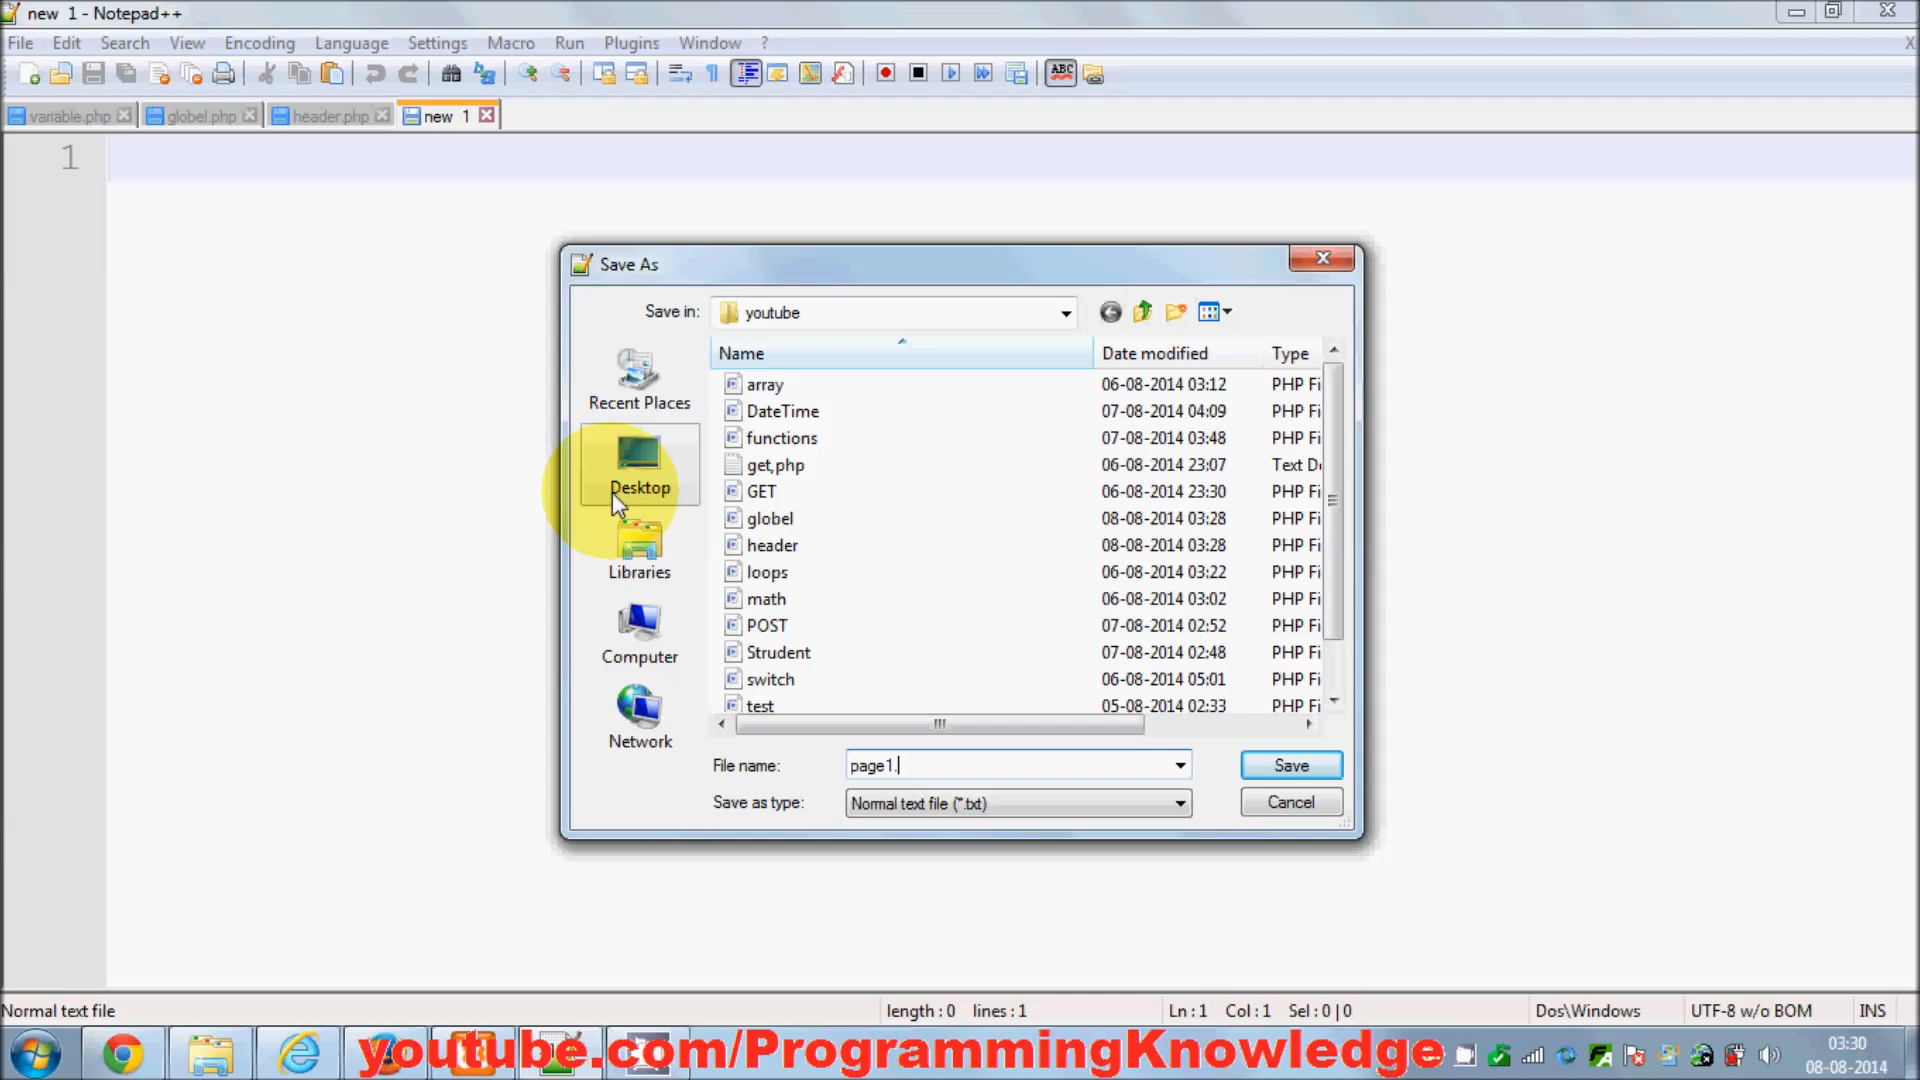 new 1 - Notepad++
File Edit Search View Encoding Language Settings Macro Run Plugins Window ? X
ABC
variable.php globel.php header.php new 1
1
Save As
Save in: youtube
Name Date modified Type
Recent Places
Desktop
Libraries
Computer
Network
array 06-08-2014 03:12 PHP Fi
DateTime 07-08-2014 04:09 PHP Fi
functions 07-08-2014 03:48 PHP Fi
get,php 06-08-2014 23:07 Text D
GET 06-08-2014 23:30 PHP Fi
globel 08-08-2014 03:28 PHP Fi
header 08-08-2014 03:28 PHP Fi
loops 06-08-2014 03:22 PHP Fi
math 06-08-2014 03:02 PHP Fi
POST 07-08-2014 02:52 PHP Fi
Strudent 07-08-2014 02:48 PHP Fi
switch 06-08-2014 05:01 PHP Fi
test 05-08-2014 02:33 PHP Fi
File name: page1. Save
Save as type: Normal text file (*.txt) Cancel
Normal text file length : 0 lines : 1 Ln : 1 Col : 1 Sel : 0 | 0 Dos\Windows UTF-8 w/o BOM INS
youtube.com/ProgrammingKnowledge
03:30
08-08-2014